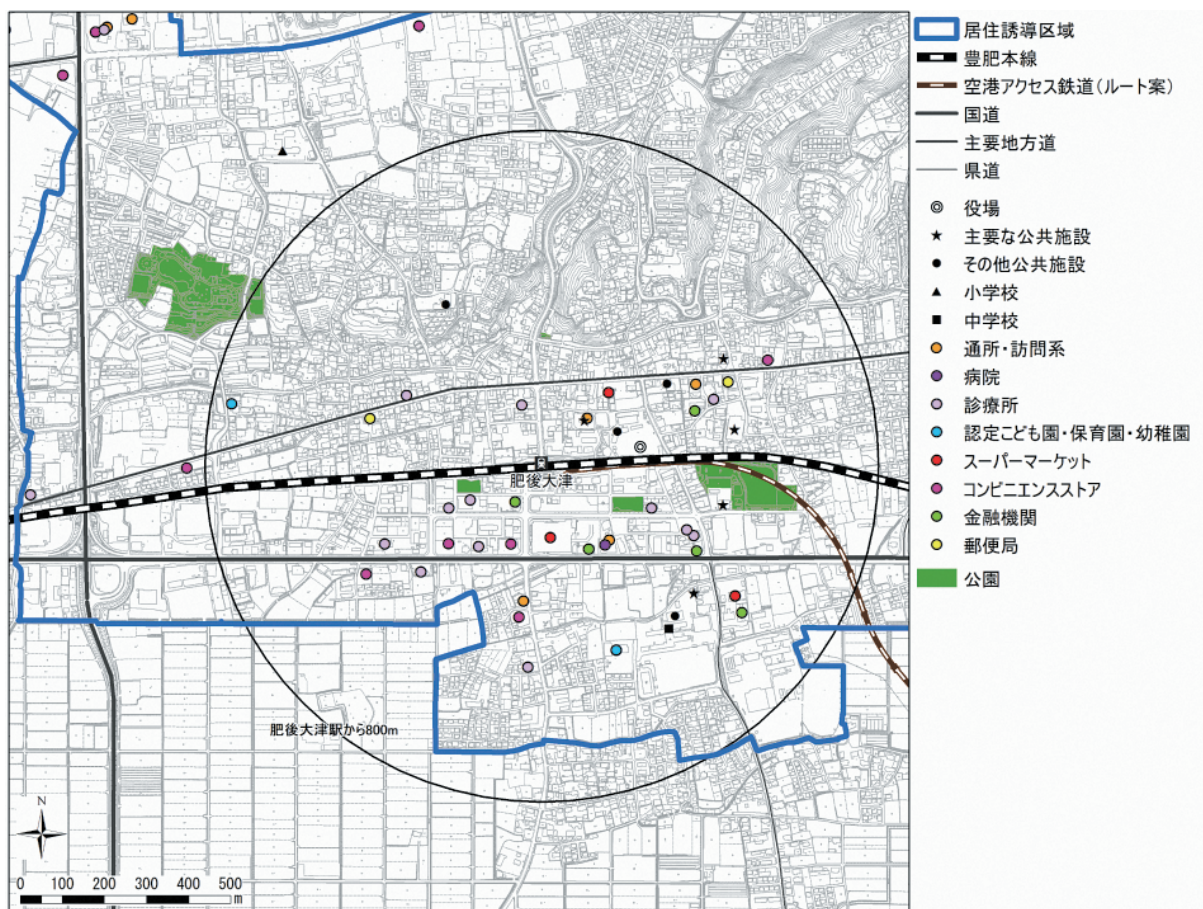 居住誘導区域
豊肥本線
空港アクセス鉄道(ルート案)
国道
主要地方道
県道
役場
主要な公共施設
その他公共施設
小学校
中学校
通所・訪問系
病院
診療所
認定こども園・保育園・幼稚園
スーパーマーケット
コンビニエンスストア
金融機関
郵便局
公園
肥後大津
肥後大津駅から800m
N
0 100 200 300 400 500
m